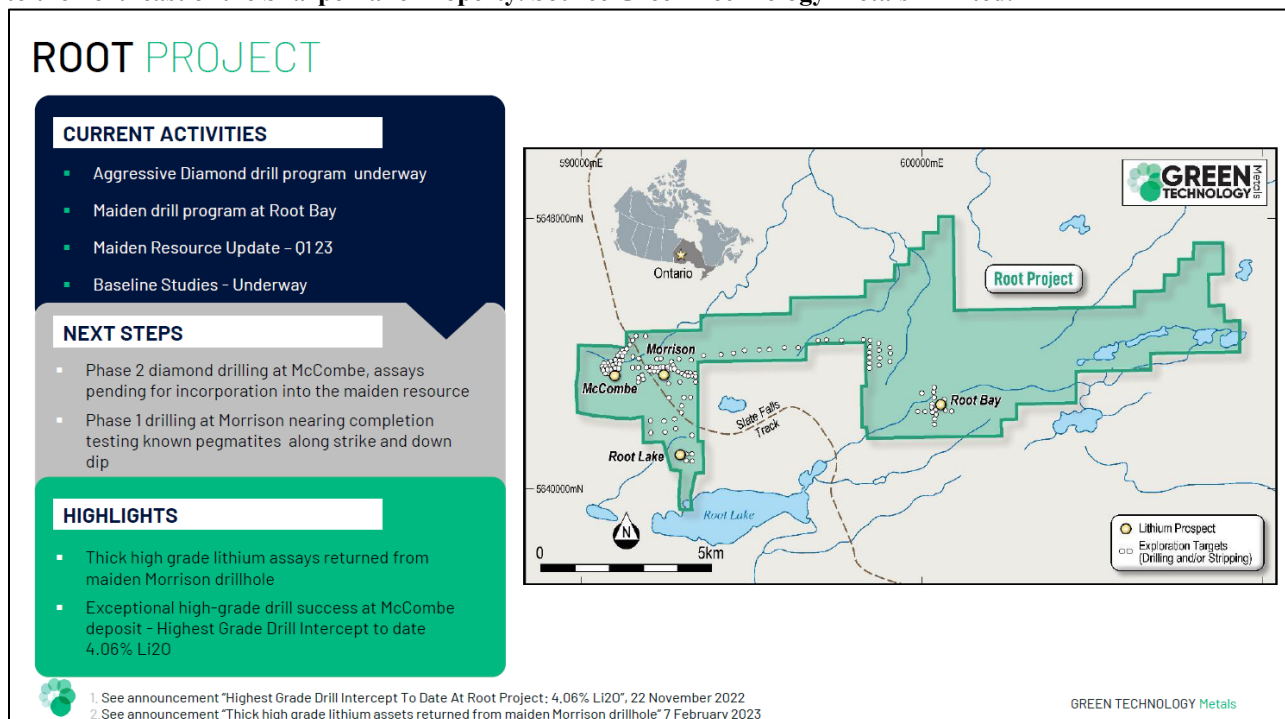 ROOT PROJECT
CURRENT ACTIVITIES
▪ Aggressive Diamond drill program underway
▪ Maiden drill program at Root Bay
▪ Maiden Resource Update – Q1 23
▪ Baseline Studies - Underway
NEXT STEPS
▪ Phase 2 diamond drilling at McCombe, assays
pending for incorporation into the maiden resource
▪ Phase 1 drilling at Morrison nearing completion
testing known pegmatites along strike and down
dip
HIGHLIGHTS
▪ Thick high grade lithium assays returned from
maiden Morrison drillhole
▪ Exceptional high-grade drill success at McCombe
deposit - Highest Grade Drill Intercept to date
4.06% Li2O
590000mE
600000mE
5648000mN
Ontario
GREEN
TECHNOLOGY
Metals
Root Project
Morrison
McCombe
Root Bay
Slate Falls
Track
Root Lake
5640000mN
Root Lake
N
0 5km
Lithium Prospect
Exploration Targets
(Drilling and/or Stripping)
1. See announcement "Highest Grade Drill Intercept To Date At Root Project: 4.06% Li2O", 22 November 2022
2. See announcement "Thick high grade lithium assets returned from maiden Morrison drillhole" 7 February 2023
GREEN TECHNOLOGY Metals